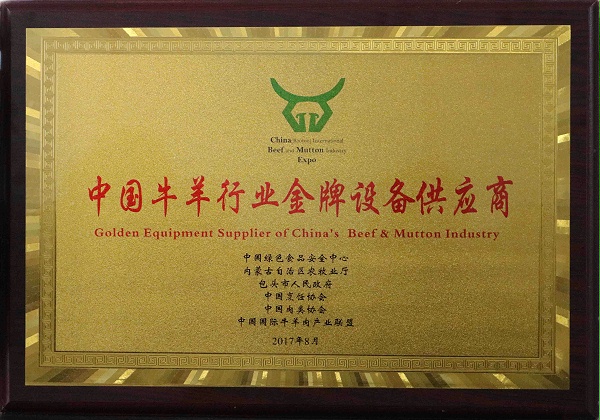 China Baotou International
Beef and Mutton Industry
Expo
中国牛羊行业金牌设备供应商
Golden Equipment Supplier of China's Beef & Mutton Industry
中国绿色食品安全中心
内蒙古自治区农牧业厅
包头市人民政府
中国烹饪协会
中国肉类协会
中国国际牛羊肉产业联盟
2017年8月